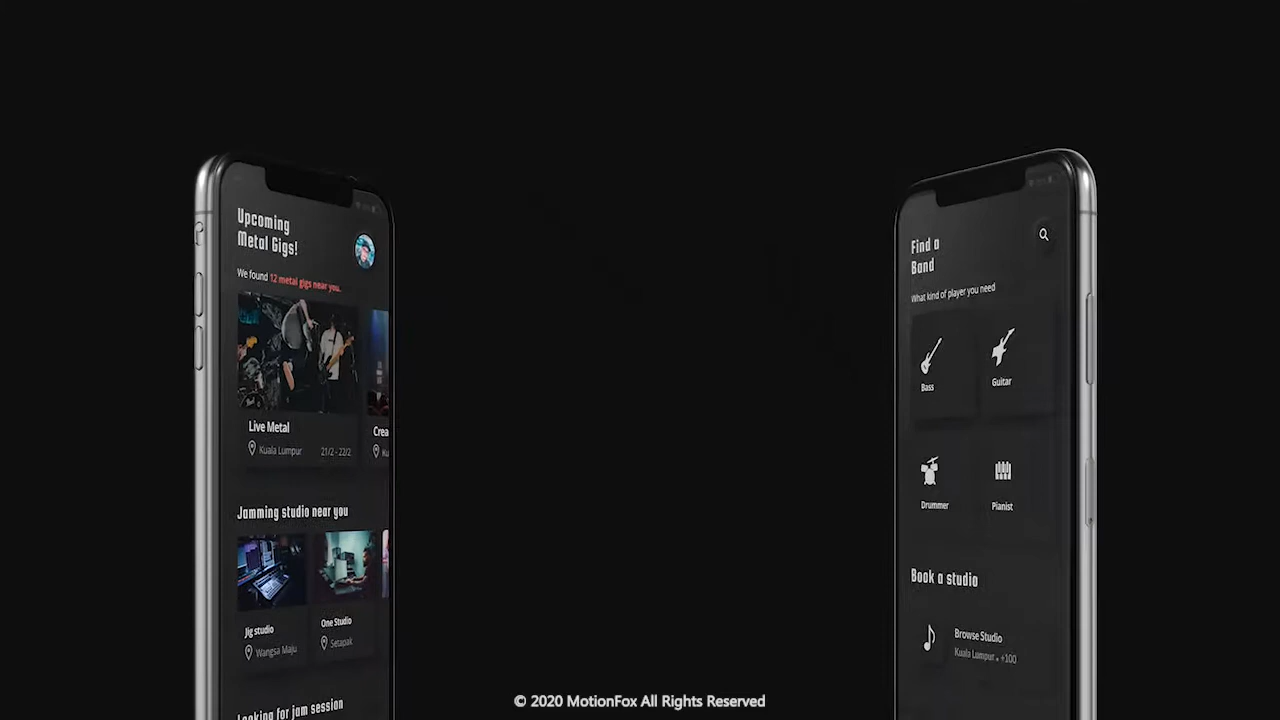 Upcoming
Metal Gigs!
We found 12 metal gigs near you.
Live Metal
Kuala Lumpur 21/2 - 22/2
Crea
Ku
Jamming studio near you
Jig studio
Wangsa Maju
One Studio
Setapak
Looking for jam session
Find a
Band
What kind of player you need
Bass
Guitar
Drummer
Pianist
Book a studio
Browse Studio
Kuala Lumpur • +100
© 2020 MotionFox All Rights Reserved